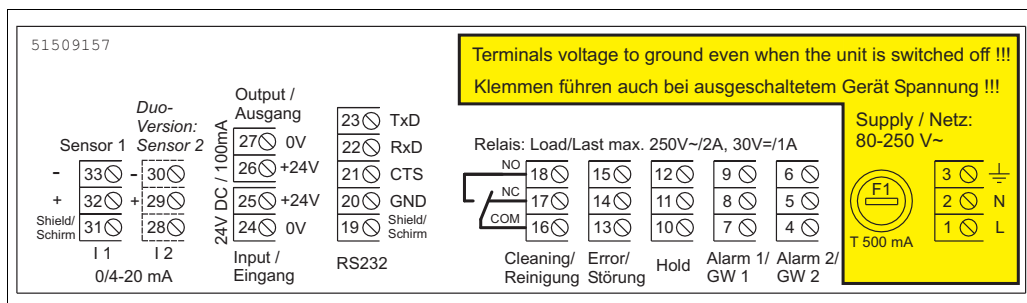 51509157
Terminals voltage to ground even when the unit is switched off !!!
Klemmen führen auch bei ausgeschaltetem Gerät Spannung !!!
Supply / Netz:
80-250 V~
F1
T 500 mA
3
2 N
1 L
Sensor 1
- 33
+ 32
Shield/
Schirm
31
I 1
Duo-
Version:
Sensor 2
- 30
+ 29
28
I 2
0/4-20 mA
24V DC / 100mA
Output /
Ausgang
27 0V
26 +24V
25 +24V
24 0V
Input /
Eingang
23 TxD
22 RxD
21 CTS
20 GND
19 Shield/
Schirm
RS232
Relais: Load/Last max. 250V~/2A, 30V=/1A
NO 18 15 12 9 6
NC 17 14 11 8 5
COM 16 13 10 7 4
Cleaning/
Reinigung
Error/
Störung
Hold
Alarm 1/
GW 1
Alarm 2/
GW 2